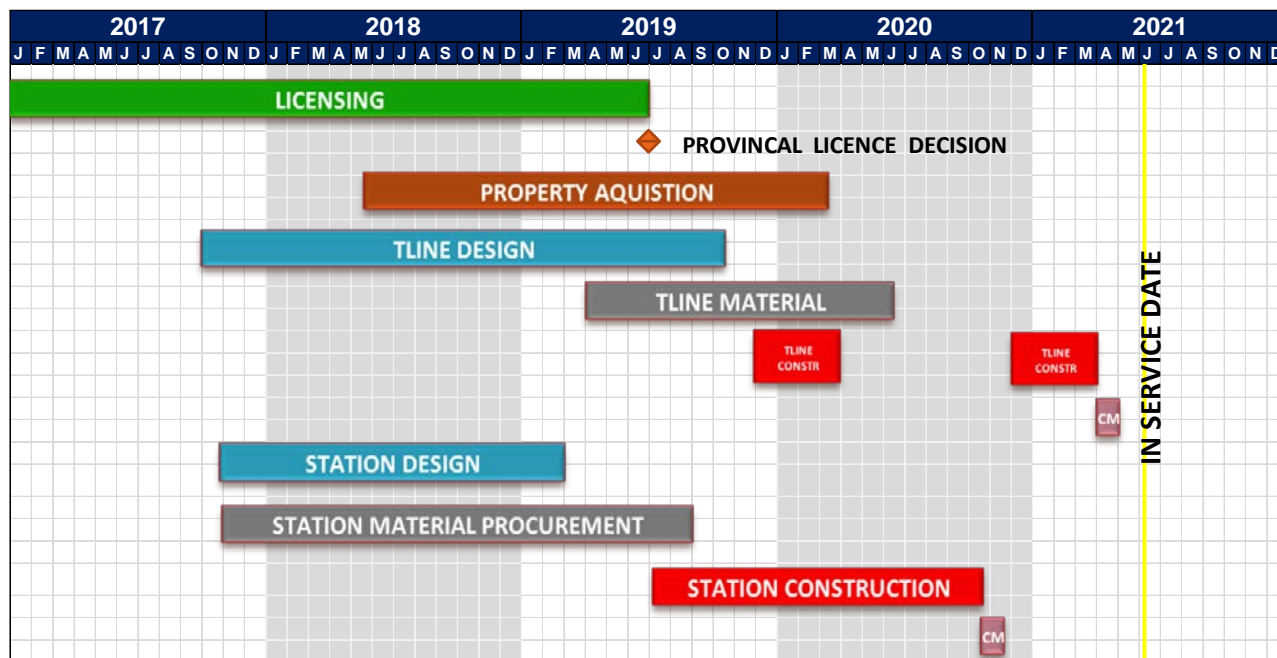 2017 2018 2019 2020 2021
J F M A M J J A S O N D J F M A M J J A S O N D J F M A M J J A S O N D J F M A M J J A S O N D J F M A M J J A S O N D
LICENSING
PROVINCAL LICENCE DECISION
PROPERTY AQUISTION
TLINE DESIGN
TLINE MATERIAL
TLINE
CONSTR
TLINE
CONSTR
CM
IN SERVICE DATE
STATION DESIGN
STATION MATERIAL PROCUREMENT
STATION CONSTRUCTION
CM